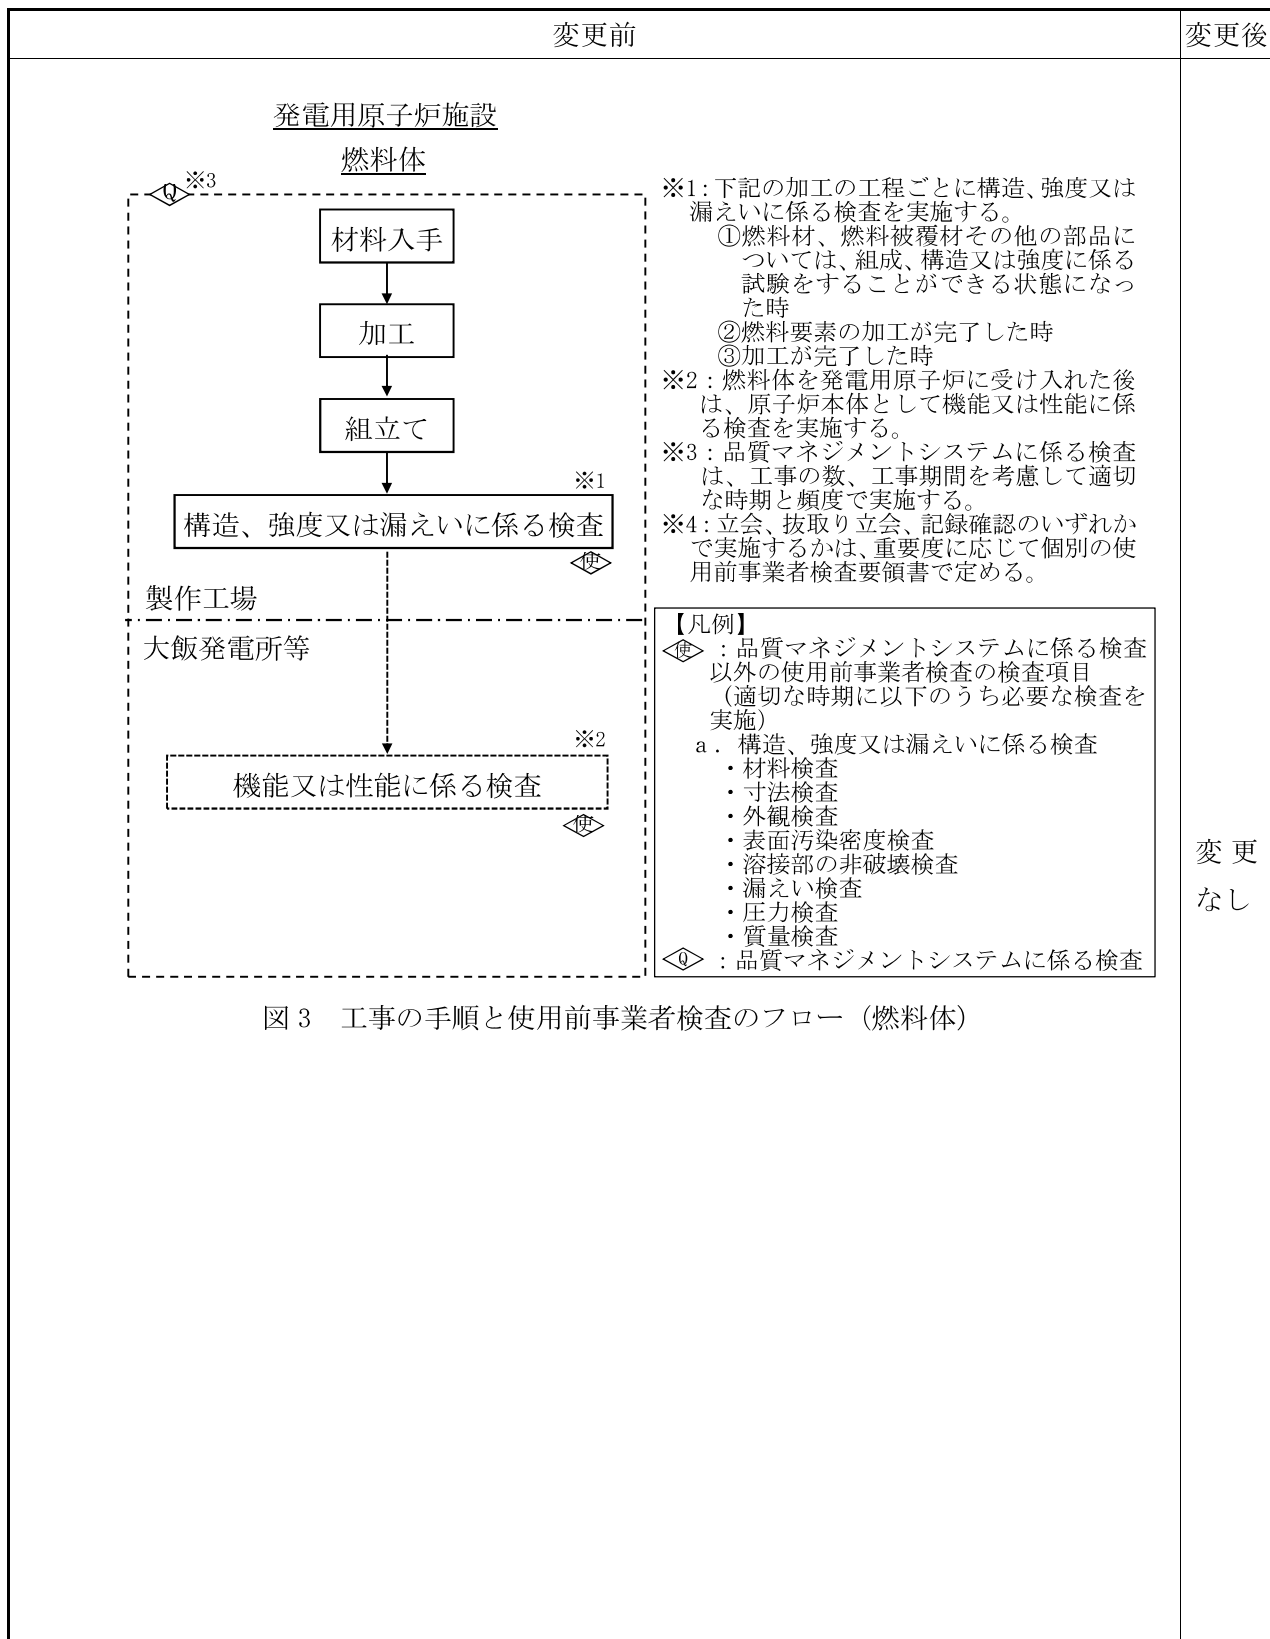 変更前
変更後
発電用原子炉施設
燃料体
Q ※3
材料入手
加工
組立て
※1
構造、強度又は漏えいに係る検査
使
製作工場
大飯発電所等
※2
機能又は性能に係る検査
使
※1:下記の加工の工程ごとに構造、強度又は
漏えいに係る検査を実施する。
①燃料材、燃料被覆材その他の部品に
ついては、組成、構造又は強度に係る
試験をすることができる状態になっ
た時
②燃料要素の加工が完了した時
③加工が完了した時
※2:燃料体を発電用原子炉に受け入れた後
は、原子炉本体として機能又は性能に係
る検査を実施する。
※3:品質マネジメントシステムに係る検査
は、工事の数、工事期間を考慮して適切
な時期と頻度で実施する。
※4:立会、抜取り立会、記録確認のいずれか
で実施するかは、重要度に応じて個別の使
用前事業者検査要領書で定める。
【凡例】
使 :品質マネジメントシステムに係る検査
以外の使用前事業者検査の検査項目
(適切な時期に以下のうち必要な検査を
実施)
a.構造、強度又は漏えいに係る検査
・材料検査
・寸法検査
・外観検査
・表面汚染密度検査
・溶接部の非破壊検査
・漏えい検査
・圧力検査
・質量検査
Q :品質マネジメントシステムに係る検査
図3 工事の手順と使用前事業者検査のフロー(燃料体)
変更
なし